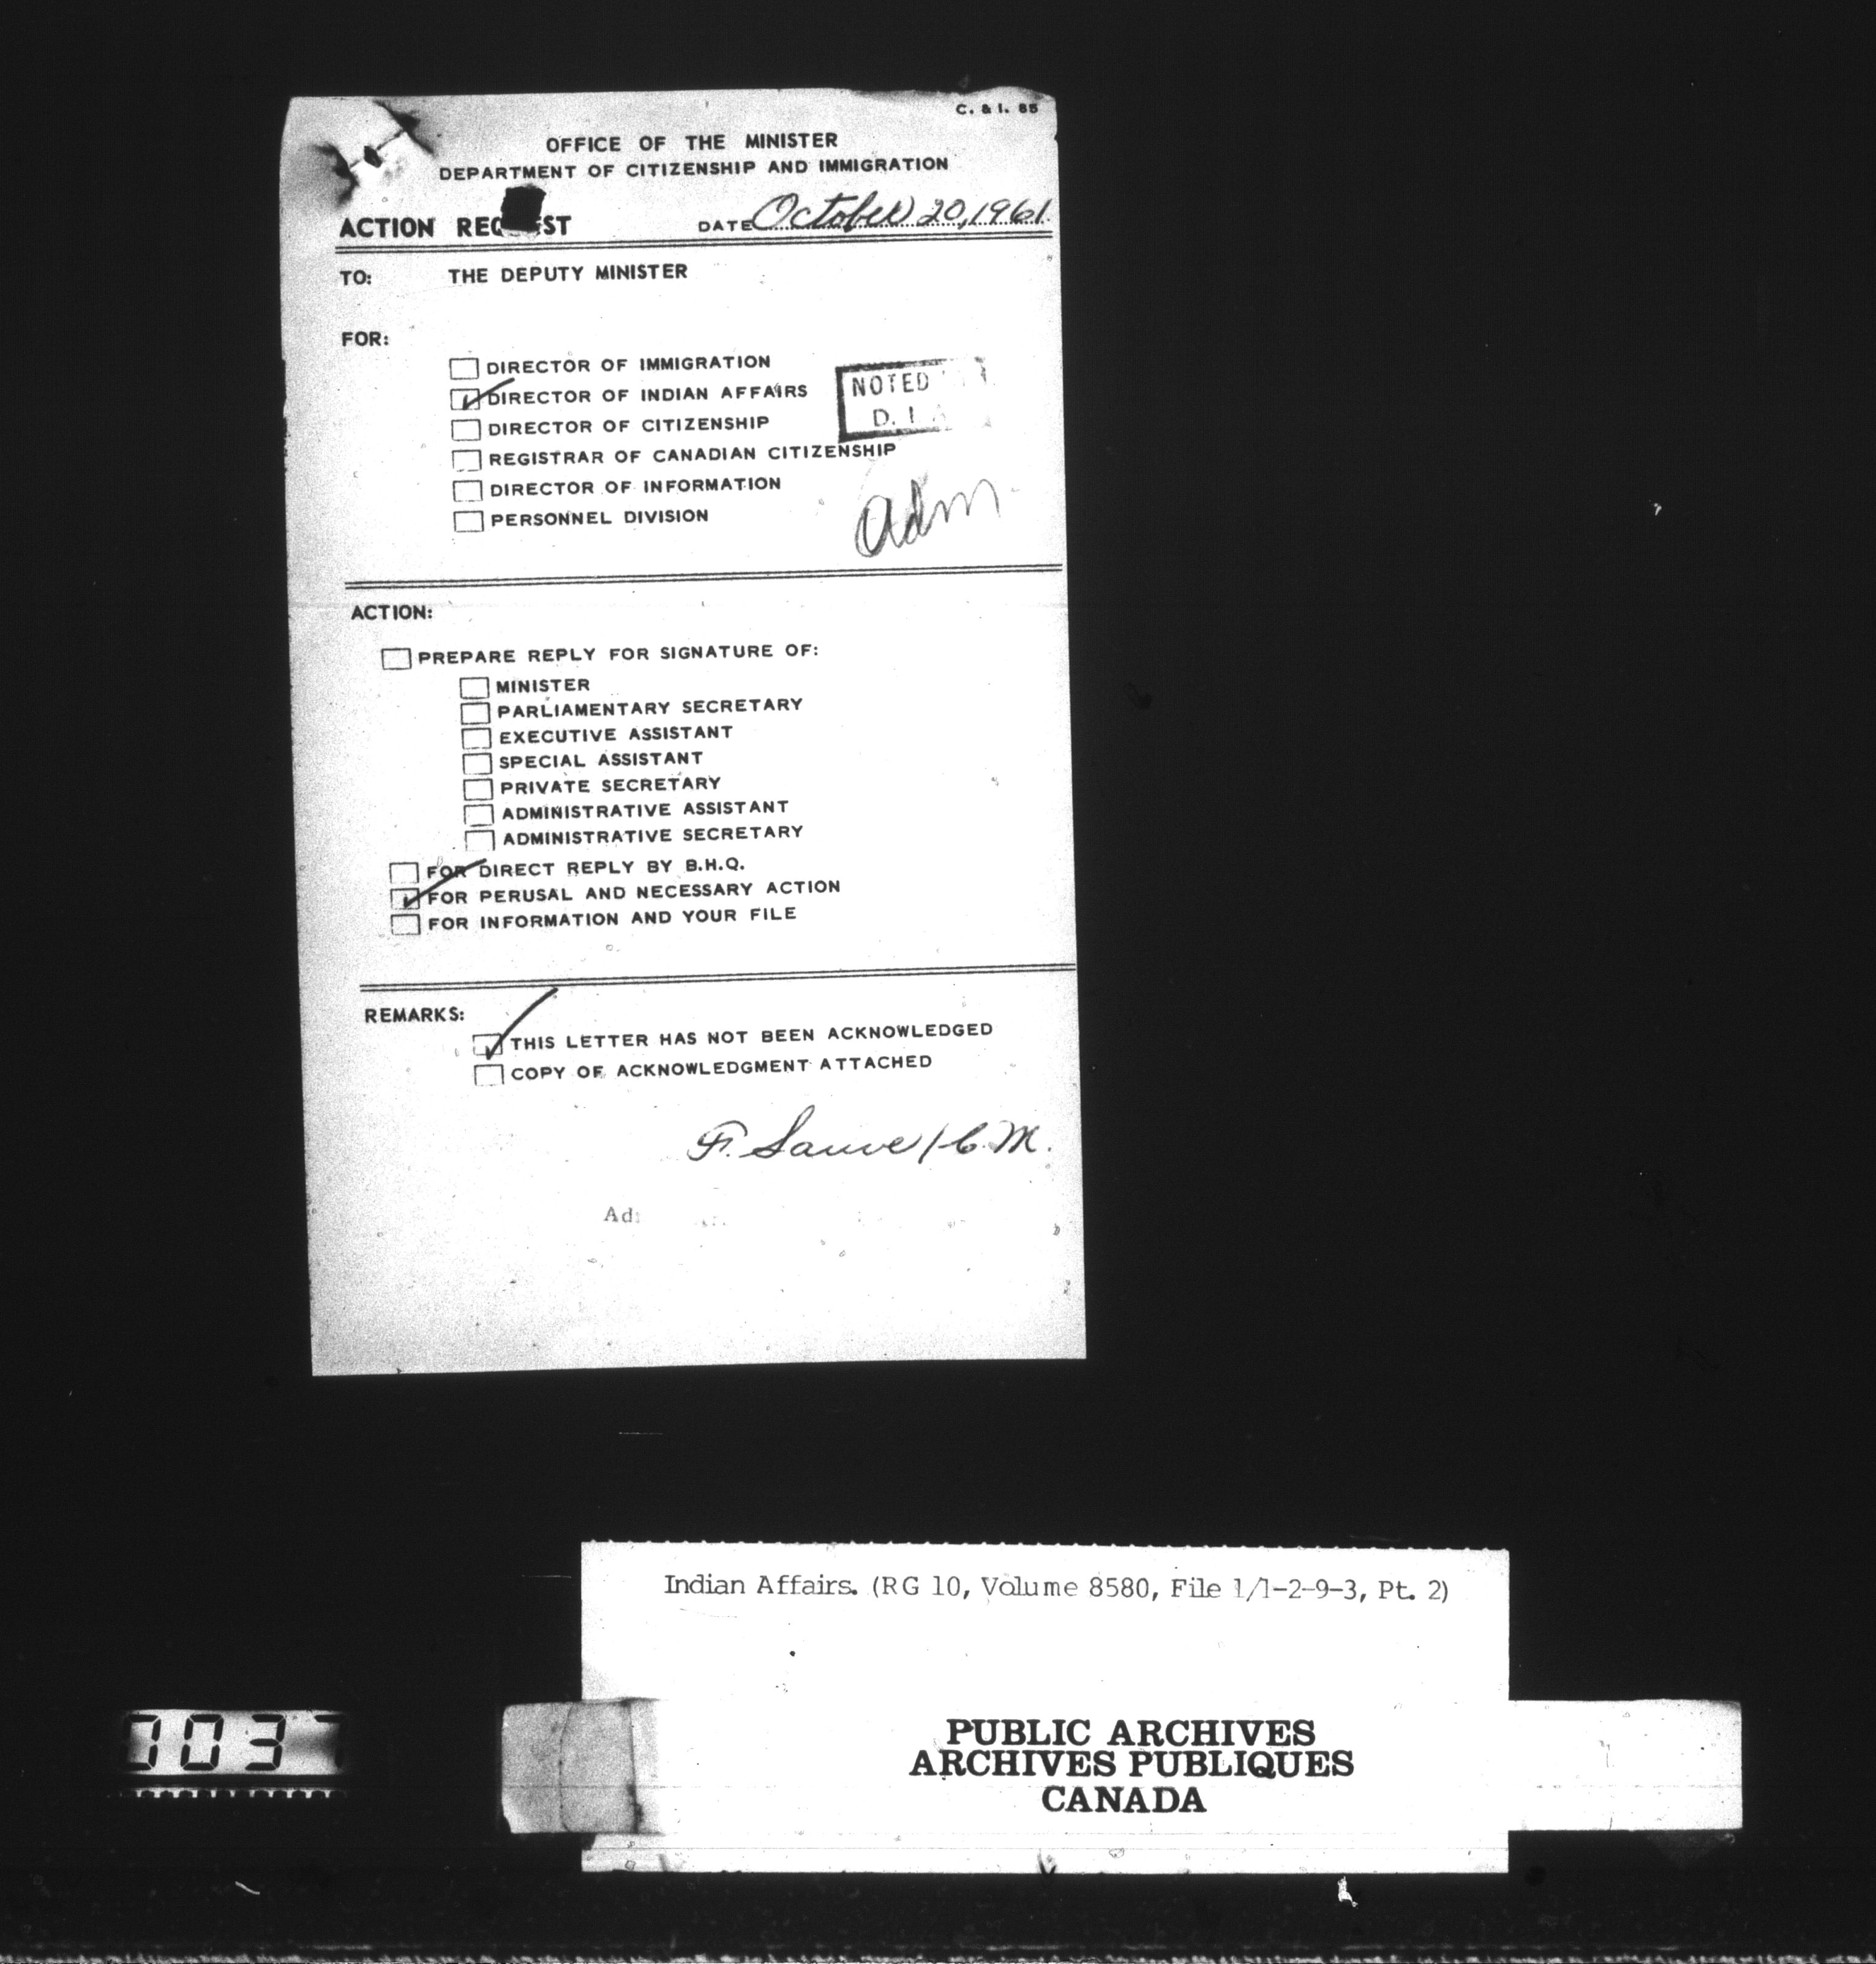 C. & I. 85
OFFICE OF THE MINISTER
DEPARTMENT OF CITIZENSHIP AND IMMIGRATION
ACTION REQ ST DATE October 20, 1961.
TO: THE DEPUTY MINISTER
FOR:
DIRECTOR OF IMMIGRATION
DIRECTOR OF INDIAN AFFAIRS
DIRECTOR OF CITIZENSHIP
REGISTRAR OF CANADIAN CITIZENSHIP
DIRECTOR OF INFORMATION
PERSONNEL DIVISION
NOTED
D. I. A
Adm
ACTION:
PREPARE REPLY FOR SIGNATURE OF:
MINISTER
PARLIAMENTARY SECRETARY
EXECUTIVE ASSISTANT
SPECIAL ASSISTANT
PRIVATE SECRETARY
ADMINISTRATIVE ASSISTANT
ADMINISTRATIVE SECRETARY
FOR DIRECT REPLY BY B.H.Q.
FOR PERUSAL AND NECESSARY ACTION
FOR INFORMATION AND YOUR FILE
REMARKS:
THIS LETTER HAS NOT BEEN ACKNOWLEDGED
COPY OF ACKNOWLEDGMENT ATTACHED
F. Sauve/C.M.
Indian Affairs. (RG 10, Volume 8580, File 1/1-2-9-3, Pt. 2)
PUBLIC ARCHIVES
ARCHIVES PUBLIQUES
CANADA